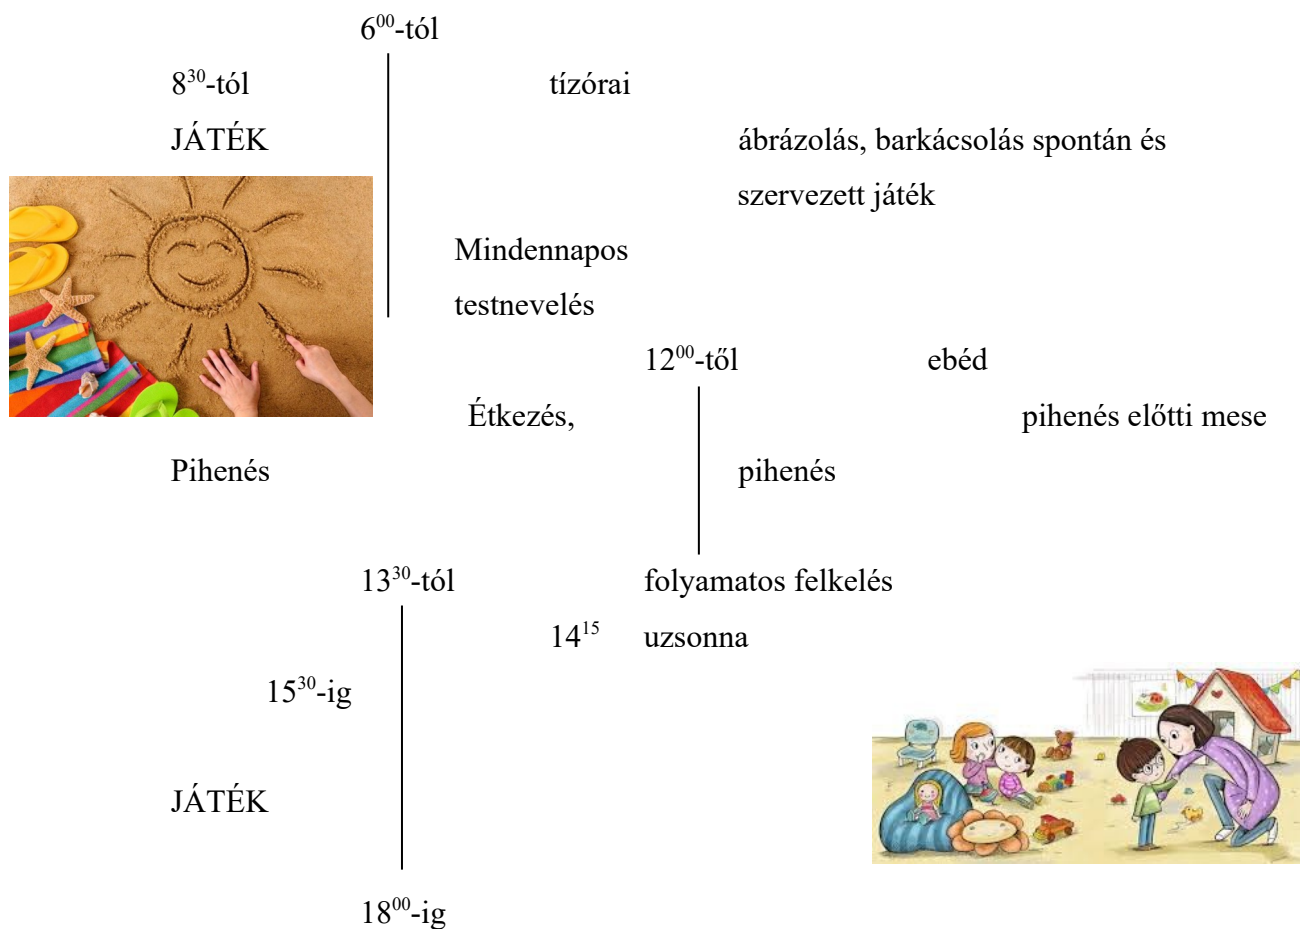 6⁰⁰-tól
8³⁰-tól tízórai
JÁTÉK ábrázolás, barkácsolás spontán és
szervezett játék
Mindennapos
testnevelés
12⁰⁰-től ebéd
Étkezés, pihenés előtti mese
Pihenés pihenés
13³⁰-tól folyamatos felkelés
14¹⁵ uzsonna
15³⁰-ig
JÁTÉK
18⁰⁰-ig